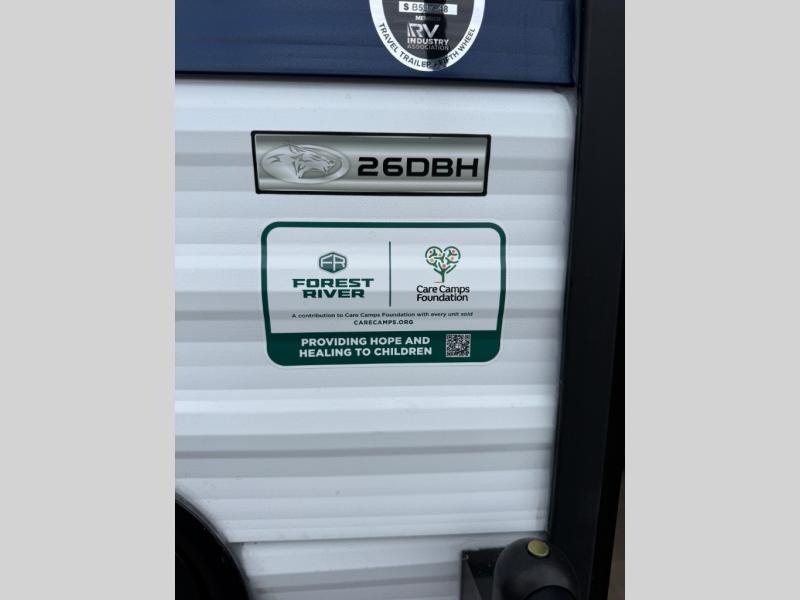 MEMBER
RV
INDUSTRY
ASSOCIATION
TRAVEL TRAILER • FIFTH WHEEL
26DBH
FR
FOREST
RIVER
Care Camps
Foundation
A contribution to Care Camps Foundation with every unit sold
CARECAMPS.ORG
PROVIDING HOPE AND
HEALING TO CHILDREN